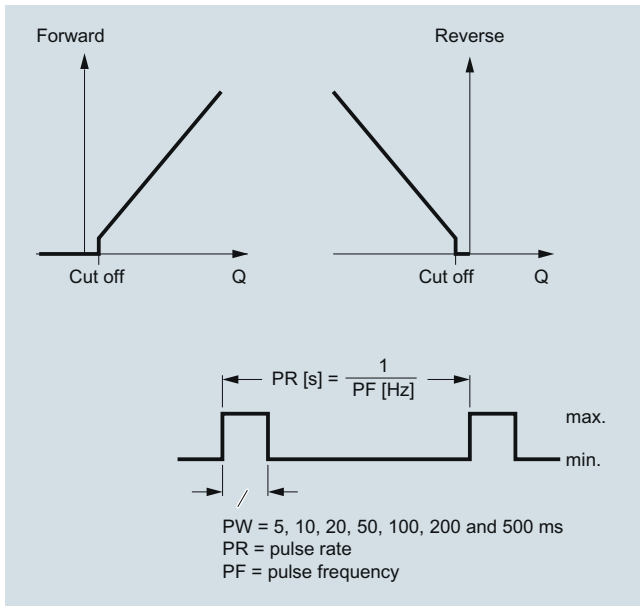 Forward
Reverse
Cut off
Q
Cut off
Q
PR [s] = 1 / PF [Hz]
max.
min.
PW = 5, 10, 20, 50, 100, 200 and 500 ms
PR = pulse rate
PF = pulse frequency